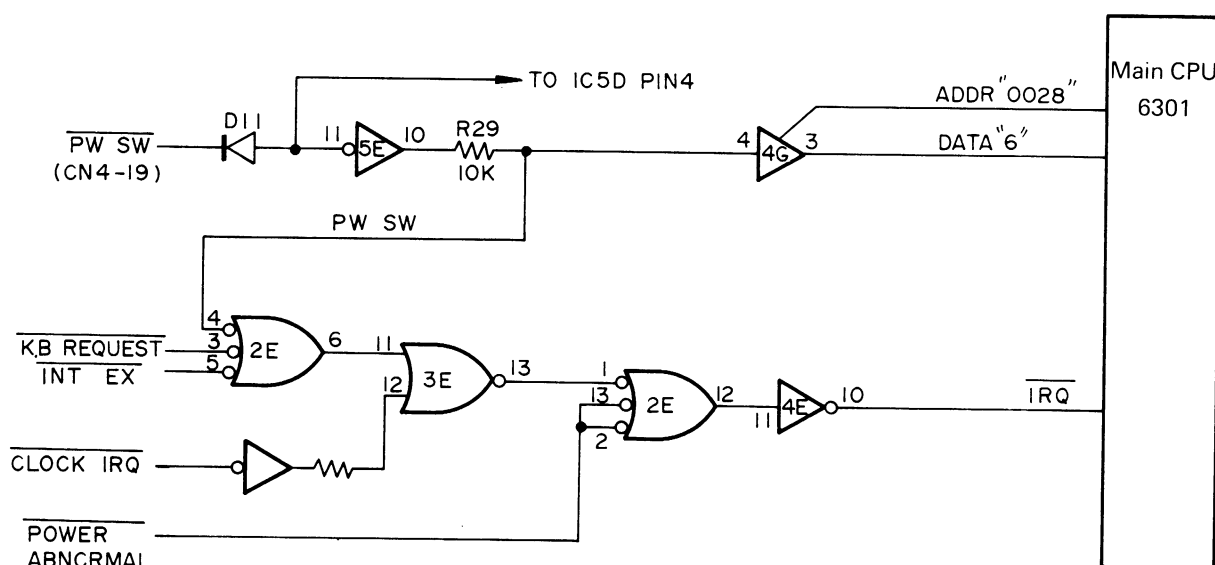 TO IC5D PIN4
Main CPU
6301
ADDR "0028"
DATA "6"
PW SW
(CN4-19)
D11
11
5E
10
R29
10K
4
4G
3
PW SW
K.B REQUEST
INT EX
4
3
5
2E
6
11
12
3E
13
1
13
2
2E
12
11
4E
10
IRQ
CLOCK IRQ
POWER
ABNCRMAL